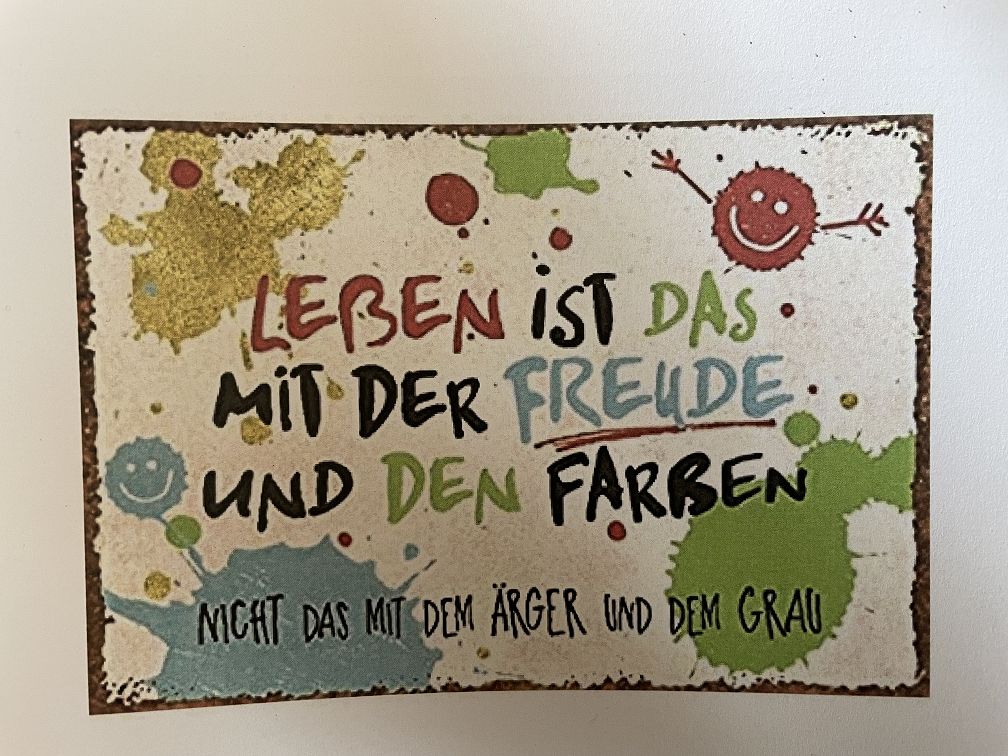 LEBEN IST DAS
MIT DER FREUDE
UND DEN FARBEN
NICHT DAS MIT DEM ÄRGER UND DEM GRAU